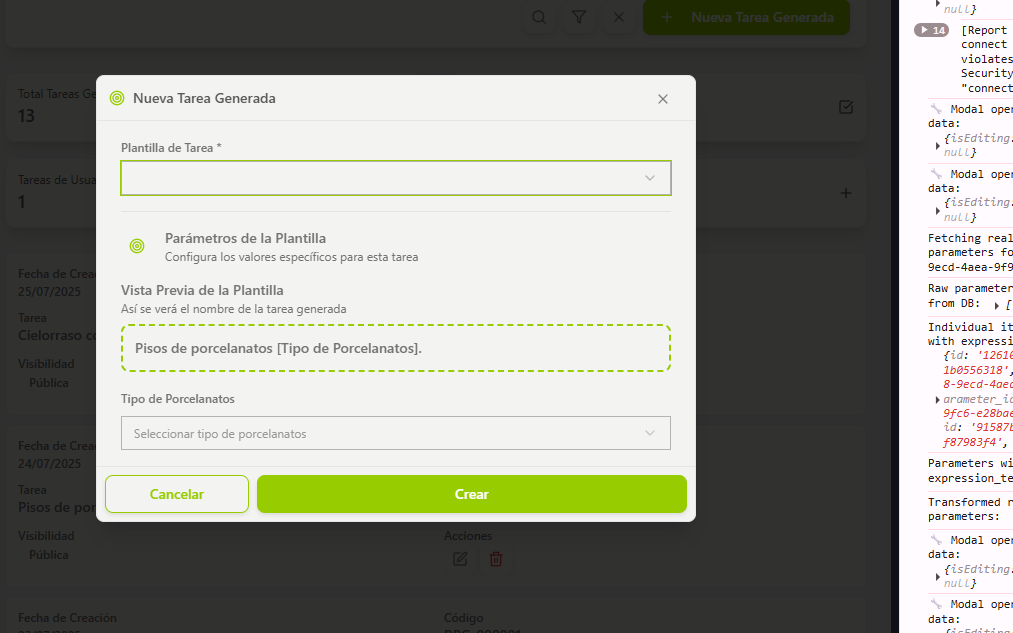 Nueva Tarea Generada
Total Tareas Ge
13
Tareas de Usua
1
Fecha de Crea
25/07/2025
Tarea
Cielorraso
Visibilidad
Pública
Fecha de Crea
24/07/2025
Tarea
Pisos de por
Visibilidad
Pública
Acciones
Fecha de Creación
Código
Nueva Tarea Generada
Plantilla de Tarea *
Parámetros de la Plantilla
Configura los valores específicos para esta tarea
Vista Previa de la Plantilla
Así se verá el nombre de la tarea generada
Pisos de porcelanatos [Tipo de Porcelanatos].
Tipo de Porcelanatos
Seleccionar tipo de porcelanatos
Cancelar
Crear
null}
14
[Report
connect
violates
Security
"connect
Modal oper
data:
{isEditing:
null}
Modal oper
data:
{isEditing:
null}
Fetching real
parameters fo
9ecd-4aea-9f9
Raw parameter
from DB: [
Individual it
with expressi
{id: '12610
1b0556318',
8-9ecd-4aed
arameter_id
9fc6-e28bae
id: '91587b
f87983f4',
Parameters wi
expression_te
Transformed r
parameters:
Modal oper
data:
{isEditing:
null}
Modal oper
data: